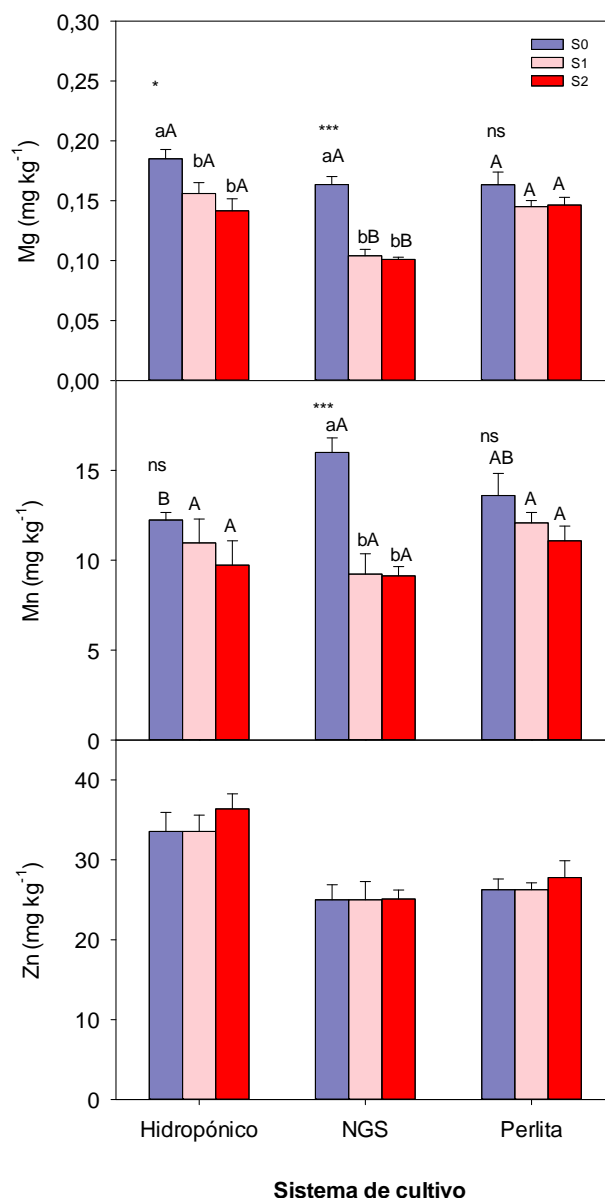 0,30
S0
S1
S2
0,25
*
***
0,20
aA
aA
ns
bA
bA
A
A
A
0,15
Mg (mg kg⁻¹)
bB
bB
0,10
0,05
0,00
***
aA
ns
ns
AB
15
B
A
A
A
A
bA
bA
Mn (mg kg⁻¹)
10
5
0
40
30
Zn (mg kg⁻¹)
20
10
0
Hidropónico NGS Perlita
Sistema de cultivo